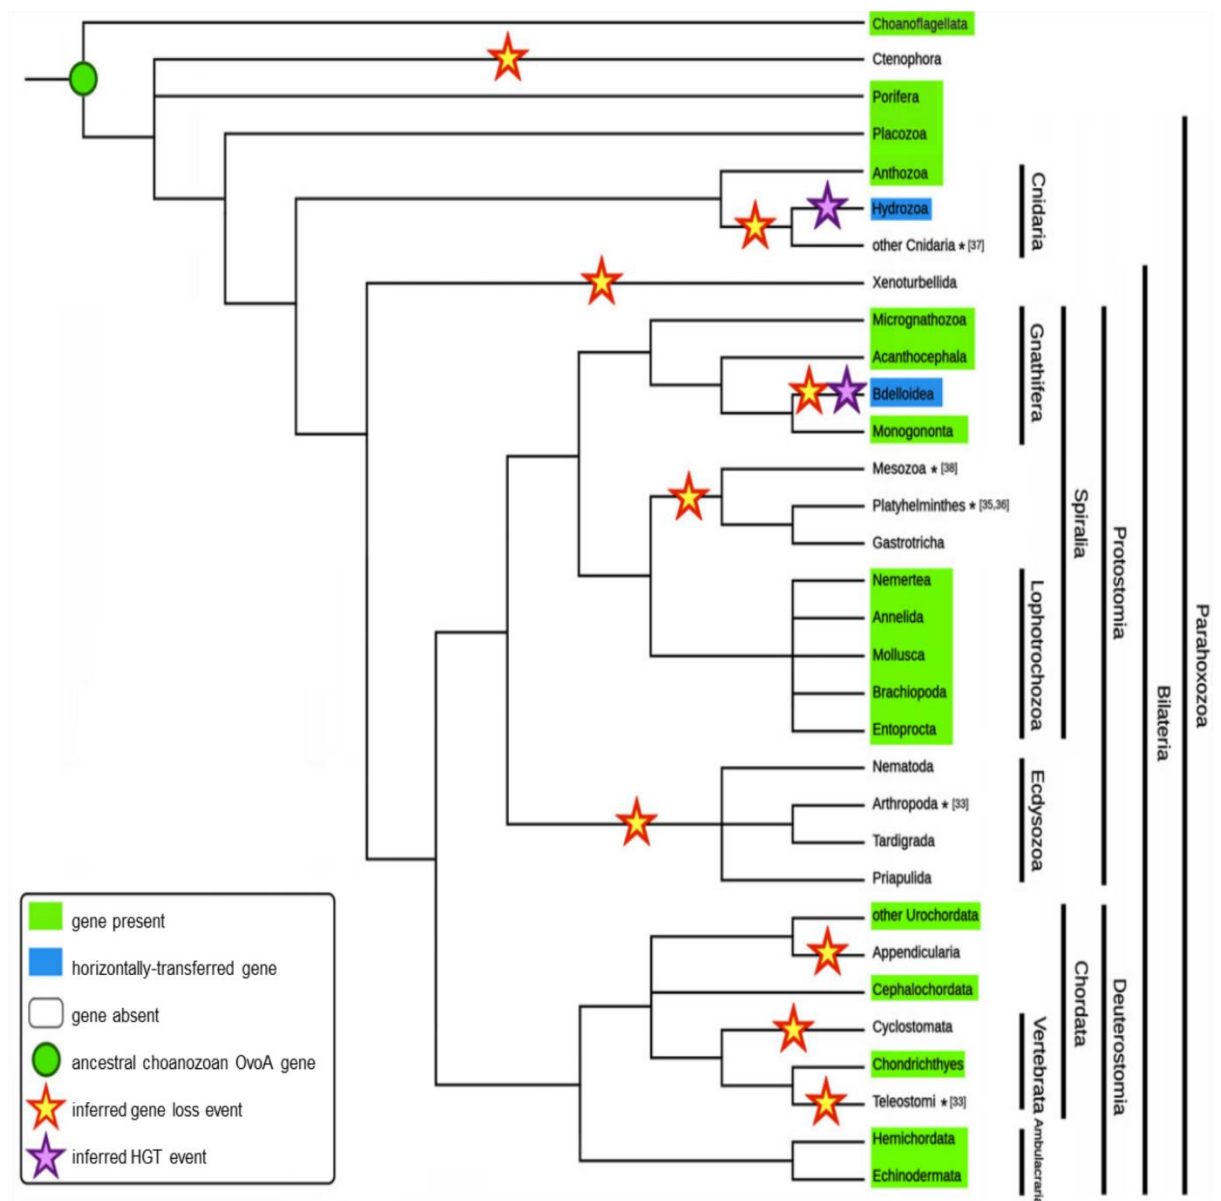 Choanoflagellata
Ctenophora
Porifera
Placozoa
Anthozoa
Hydrozoa
other Cnidaria * [37]
Xenoturbellida
Micrognathozoa
Acanthocephala
Bdelloidea
Monogononta
Mesozoa * [38]
Platyhelminthes * [35,36]
Gastrotricha
Nemertea
Annelida
Mollusca
Brachiopoda
Entoprocta
Nematoda
Arthropoda * [33]
Tardigrada
Priapulida
other Urochordata
Appendicularia
Cephalochordata
Cyclostomata
Chondrichthyes
Teleostomi * [33]
Hemichordata
Echinodermata
Cnidaria
Gnathifera
Lophotrochozoa
Ecdysozoa
Vertebrata
Ambulacraria
Spiralia
Chordata
Protostomia
Deuterostomia
Bilateria
Parahoxozoa
gene present
horizontally-transferred gene
gene absent
ancestral choanozoan OvoA gene
inferred gene loss event
inferred HGT event